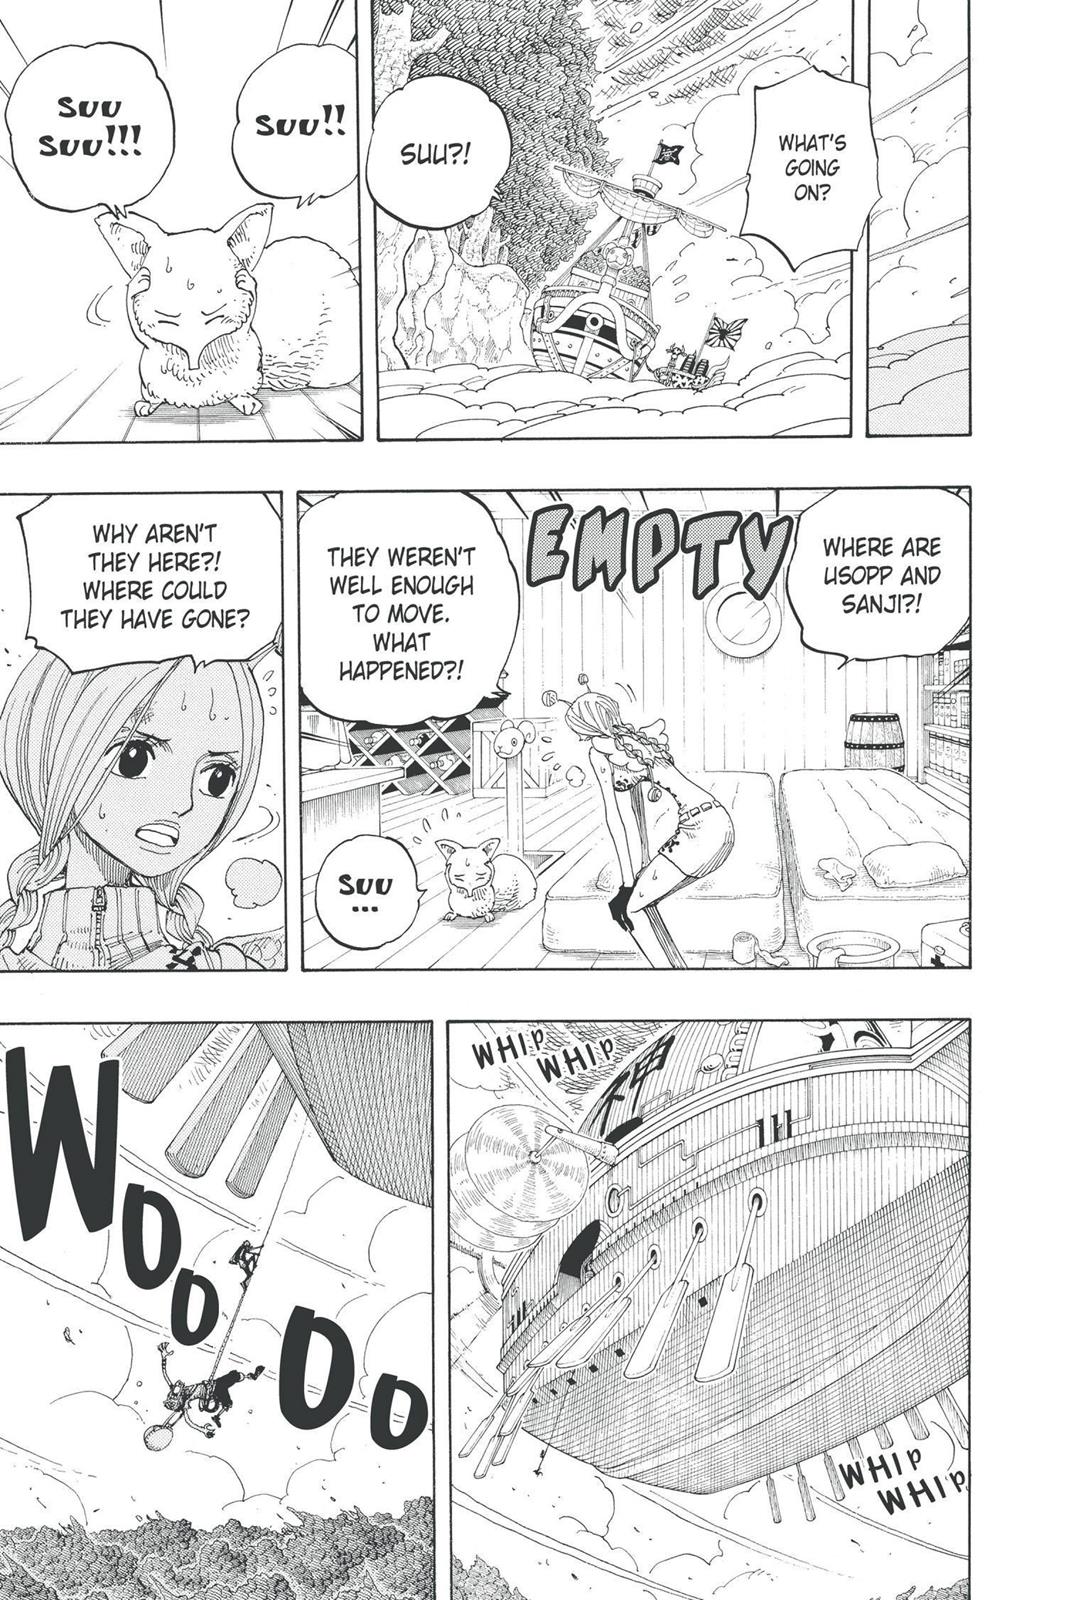 WHAT'S
GOING
ON?
SUU?!
SUU!!
SUU
SUU!!!
WHERE ARE
USOPP AND
SANJI?!
EMPTY
THEY WEREN'T
WELL ENOUGH
TO MOVE.
WHAT
HAPPENED?!
SUU
...
WHY AREN'T
THEY HERE?!
WHERE COULD
THEY HAVE GONE?
WHIP
WHIP
神
WHIP
WHIP
WOOOO